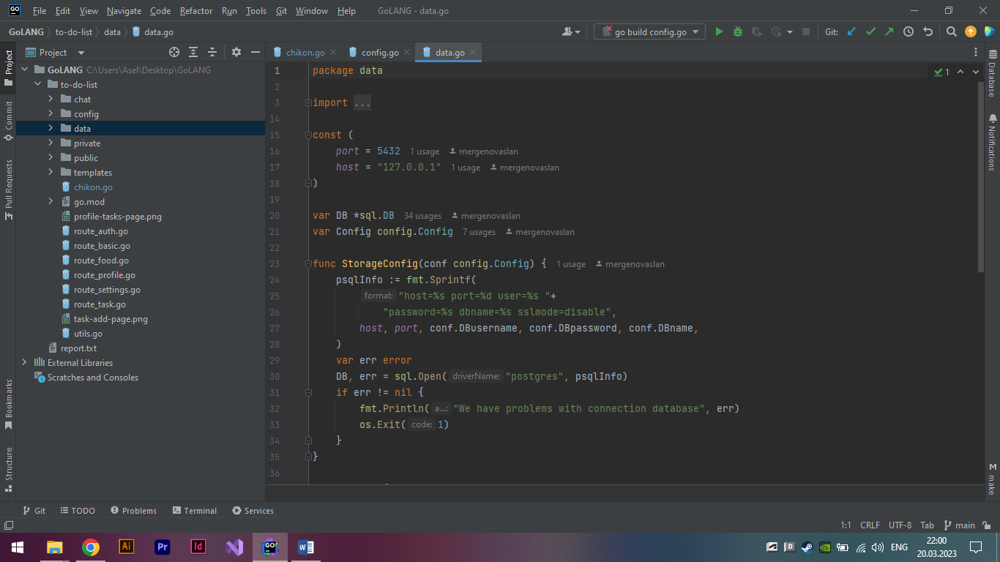 GO File Edit View Navigate Code Refactor Run Tools Git Window Help GoLANG - data.go
GoLANG to-do-list data data.go go build config.go Git:
Project
chikon.go config.go data.go
GoLANG C:\Users\Asel\Desktop\GoLANG
to-do-list
chat
config
data
private
public
templates
chikon.go
go.mod
profile-tasks-page.png
route_auth.go
route_basic.go
route_food.go
route_profile.go
route_settings.go
route_task.go
task-add-page.png
utils.go
report.txt
External Libraries
Scratches and Consoles
Project
Commit
Pull Requests
Bookmarks
Structure
1 package data
2
3 import ...
14
15 const (
16 port = 5432 1 usage mergenovaslan
17 host = "127.0.0.1" 1 usage mergenovaslan
18 )
19
20 var DB *sql.DB 34 usages mergenovaslan
21 var Config config.Config 7 usages mergenovaslan
22
23 func StorageConfig(conf config.Config) { 1 usage mergenovaslan
24 psqlInfo := fmt.Sprintf(
25 format: "host=%s port=%d user=%s "+
26 "password=%s dbname=%s sslmode=disable",
27 host, port, conf.DBusername, conf.DBpassword, conf.DBname,
28 )
29 var err error
30 DB, err = sql.Open( driverName: "postgres", psqlInfo)
31 if err != nil {
32 fmt.Println( a...: "We have problems with connection database", err)
33 os.Exit( code: 1)
34 }
35 }
36
1
Database
Notifications
M make
Git TODO Problems Terminal Services
1:1 CRLF UTF-8 Tab main
Ai Pr Id GO W ENG 22:00
20.03.2023